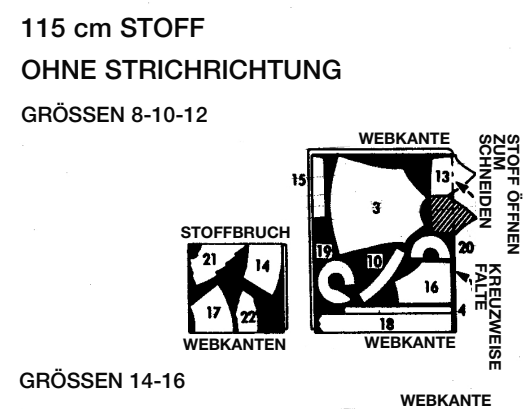 115 cm STOFF
OHNE STRICHRICHTUNG
GRÖSSEN 8-10-12
WEBKANTE
STOFF ÖFFNEN
ZUM
SCHNEIDEN
15
13
3
STOFFBRUCH
21
14
19
10
20
KREUZWEISE
FALTE
16
17
22
4
18
WEBKANTEN
WEBKANTE
GRÖSSEN 14-16
WEBKANTE